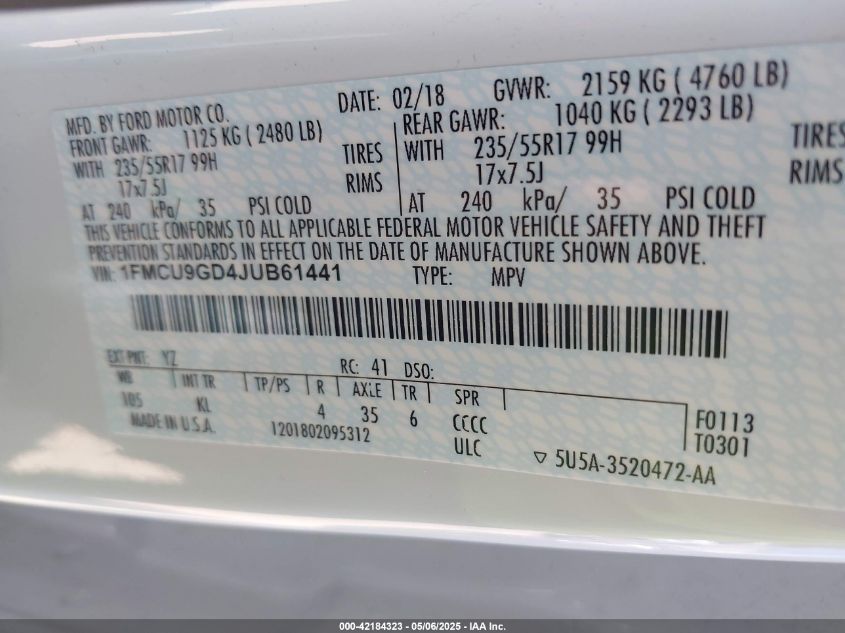 MFD. BY FORD MOTOR CO. DATE: 02/18 GVWR: 2159 KG ( 4760 LB)
FRONT GAWR: 1125 KG ( 2480 LB) REAR GAWR: 1040 KG ( 2293 LB)
WITH 235/55R17 99H TIRES WITH 235/55R17 99H TIRES
17x7.5J RIMS 17x7.5J RIMS
AT 240 kPa/ 35 PSI COLD AT 240 kPa/ 35 PSI COLD
THIS VEHICLE CONFORMS TO ALL APPLICABLE FEDERAL MOTOR VEHICLE SAFETY AND THEFT
PREVENTION STANDARDS IN EFFECT ON THE DATE OF MANUFACTURE SHOWN ABOVE.
VIN: 1FMCU9GD4JUB61441 TYPE: MPV
EXT PNT: YZ RC: 41 DSO:
WB INT TR TP/PS R AXLE TR SPR
105 KL 4 35 6 CCCC F0113
MADE IN U.S.A. 1201802095312 ULC T0301
5U5A-3520472-AA
000-42184323 - 05/06/2025 - IAA Inc.